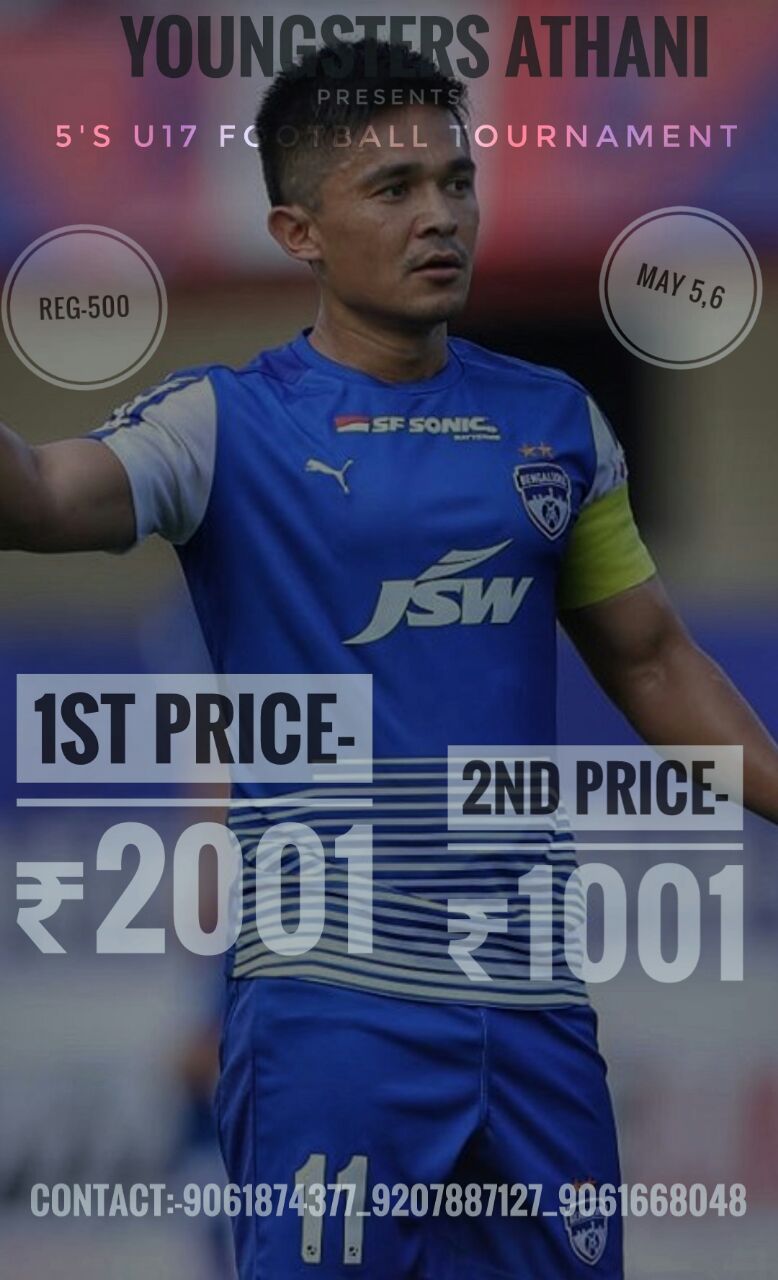 YOUNGSTERS ATHANI
PRESENTS
5'S U17 FOOTBALL TOURNAMENT
REG-500
MAY 5,6
SF SONIC
BATTERIES
BENGALURU
JSW
1ST PRICE-
₹2001
2ND PRICE-
₹1001
11
CONTACT:-9061874377_9207887127_9061668048